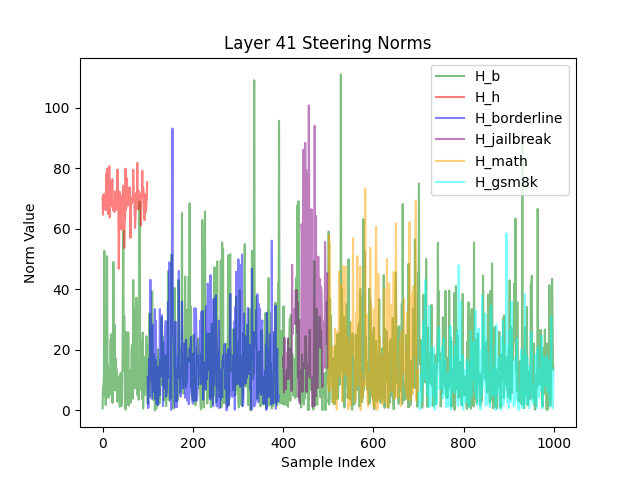 Layer 41 Steering Norms
Norm Value
100
80
60
40
20
0
0
200
400
600
800
1000
Sample Index
H_b
H_h
H_borderline
H_jailbreak
H_math
H_gsm8k